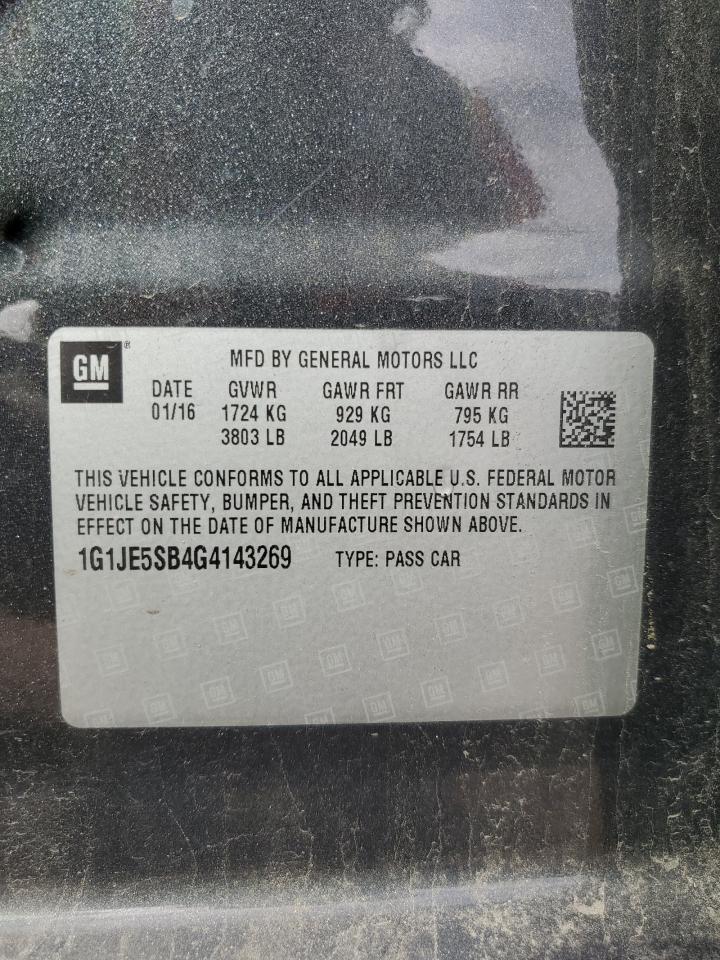 GM ®
MFD BY GENERAL MOTORS LLC
DATE GVWR GAWR FRT GAWR RR
01/16 1724 KG 929 KG 795 KG
3803 LB 2049 LB 1754 LB
THIS VEHICLE CONFORMS TO ALL APPLICABLE U.S. FEDERAL MOTOR
VEHICLE SAFETY, BUMPER, AND THEFT PREVENTION STANDARDS IN
EFFECT ON THE DATE OF MANUFACTURE SHOWN ABOVE.
1G1JE5SB4G4143269 TYPE: PASS CAR